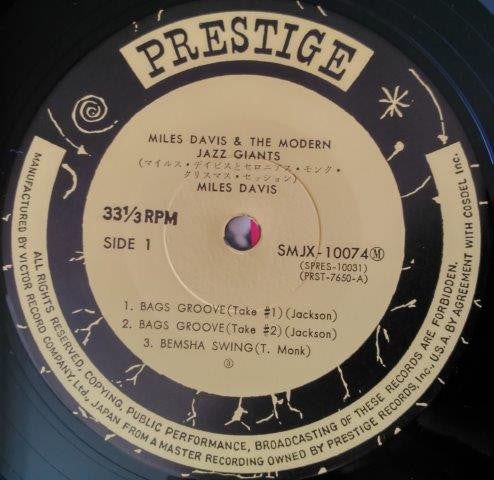 PRESTIGE
MILES DAVIS & THE MODERN
JAZZ GIANTS
(マイルス・デイビスとセロニアス・モンク・
クリスマス・セッション)
MILES DAVIS
33⅓ RPM
SIDE 1
SMJX-10074 Ⓜ
(SPRES-10031)
(PRST-7650-A)
1. BAGS GROOVE (Take #1) (Jackson)
2. BAGS GROOVE (Take #2) (Jackson)
3. BEMSHA SWING (T. Monk)
③
MANUFACTURED BY VICTOR RECORD COMPANY, Ltd., JAPAN FROM A MASTER RECORDING OWNED BY PRESTIGE RECORDS, Inc., U.S.A. BY AGREEMENT WITH COSDEL Inc.
ALL RIGHTS RESERVED. COPYING, PUBLIC PERFORMANCE, BROADCASTING OF THESE RECORDS ARE FORBIDDEN.